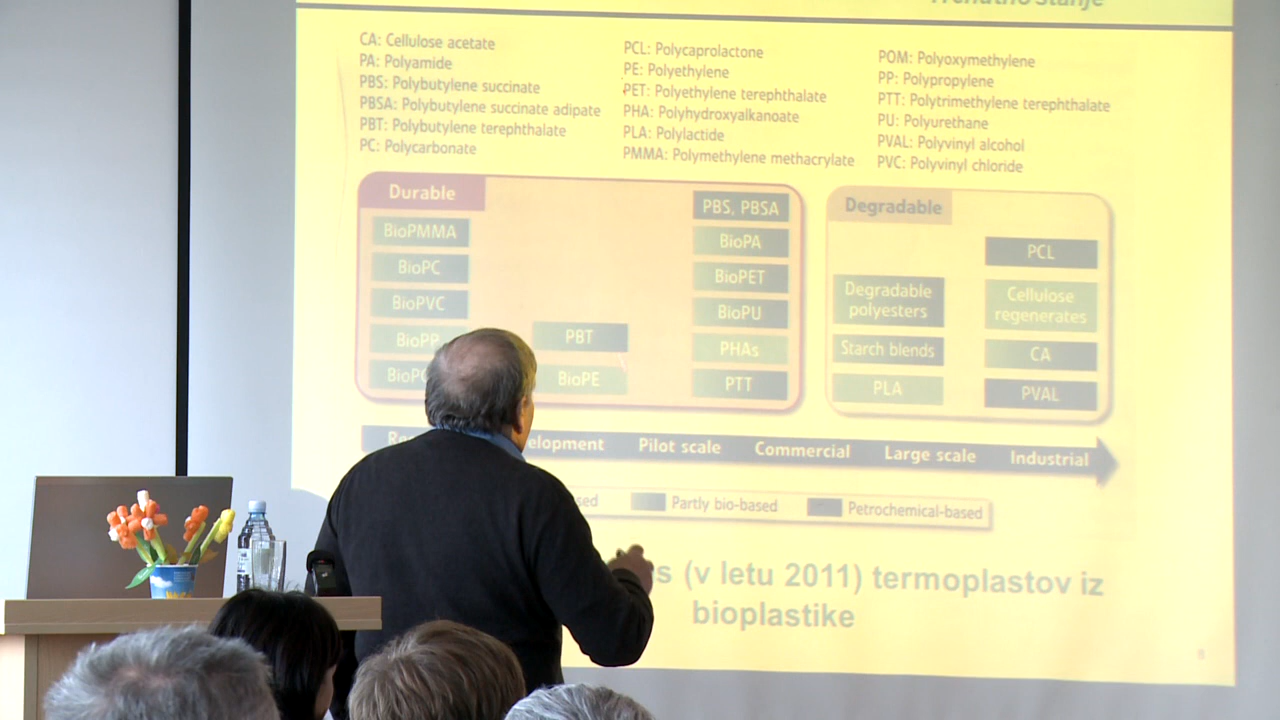 CA: Cellulose acetate
PA: Polyamide
PBS: Polybutylene succinate
PBSA: Polybutylene succinate adipate
PBT: Polybutylene terephthalate
PC: Polycarbonate
PCL: Polycaprolactone
PE: Polyethylene
PET: Polyethylene terephthalate
PHA: Polyhydroxyalkanoate
PLA: Polylactide
PMMA: Polymethylene methacrylate
POM: Polyoxymethylene
PP: Polypropylene
PTT: Polytrimethylene terephthalate
PU: Polyurethane
PVAL: Polyvinyl alcohol
PVC: Polyvinyl chloride
Durable
BioPMMA
BioPC
BioPVC
BioPP
PBT
BioPE
PBS, PBSA
BioPA
BioPET
BioPU
PHAs
PTT
Degradable
Degradable
polyesters
Starch blends
PLA
PCL
Cellulose
regenerates
CA
PVAL
Pilot scale Commercial Large scale Industrial
Partly bio-based Petrochemical-based
(v letu 2011) termoplastov iz
bioplastike